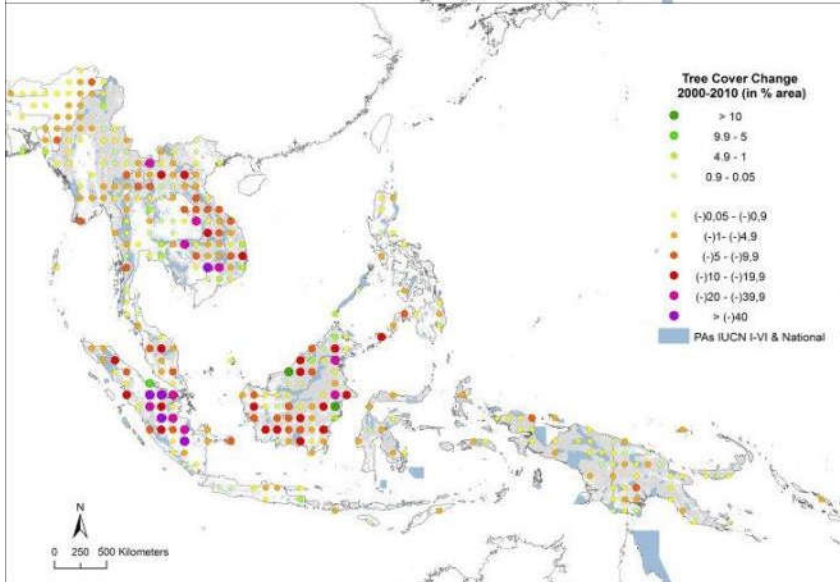 Tree Cover Change
2000-2010 (in % area)
> 10
9.9 - 5
4.9 - 1
0.9 - 0.05
(-)0,05 - (-)0,9
(-)1- (-)4,9
(-)5 - (-)9,9
(-)10 - (-)19,9
(-)20 - (-)39,9
> (-)40
PAs IUCN I-VI & National
N
0 250 500 Kilometers